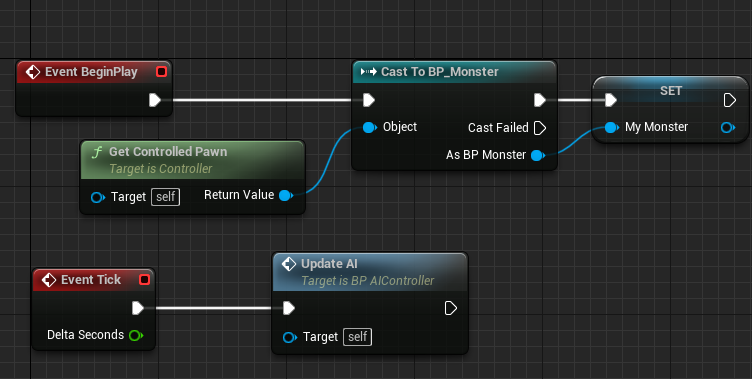 Event BeginPlay
Cast To BP_Monster
SET
Object
Cast Failed
My Monster
As BP Monster
f Get Controlled Pawn
Target is Controller
Target self
Return Value
Event Tick
Delta Seconds
Update AI
Target is BP AIController
Target self